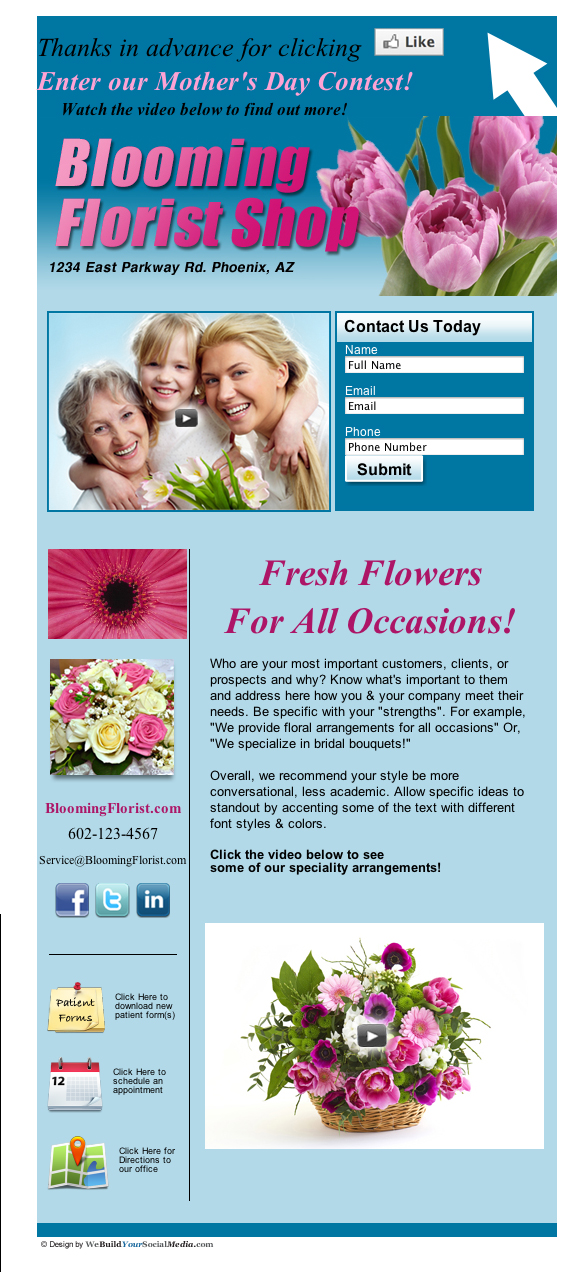 Thanks in advance for clicking Like
Enter our Mother's Day Contest!
Watch the video below to find out more!
Blooming
Florist Shop
1234 East Parkway Rd. Phoenix, AZ
Contact Us Today
Name
Full Name
Email
Email
Phone
Phone Number
Submit
Fresh Flowers
For All Occasions!
Who are your most important customers, clients, or
prospects and why? Know what's important to them
and address here how you & your company meet their
needs. Be specific with your "strengths". For example,
"We provide floral arrangements for all occasions" Or,
"We specialize in bridal bouquets!"
Overall, we recommend your style be more
conversational, less academic. Allow specific ideas to
standout by accenting some of the text with different
font styles & colors.
Click the video below to see
some of our speciality arrangements!
BloomingFlorist.com
602-123-4567
Service@BloomingFlorist.com
f t in
Patient
Forms
Click Here to
download new
patient form(s)
12
Click Here to
schedule an
appointment
Click Here for
Directions to
our office
© Design by WeBuildYourSocialMedia.com